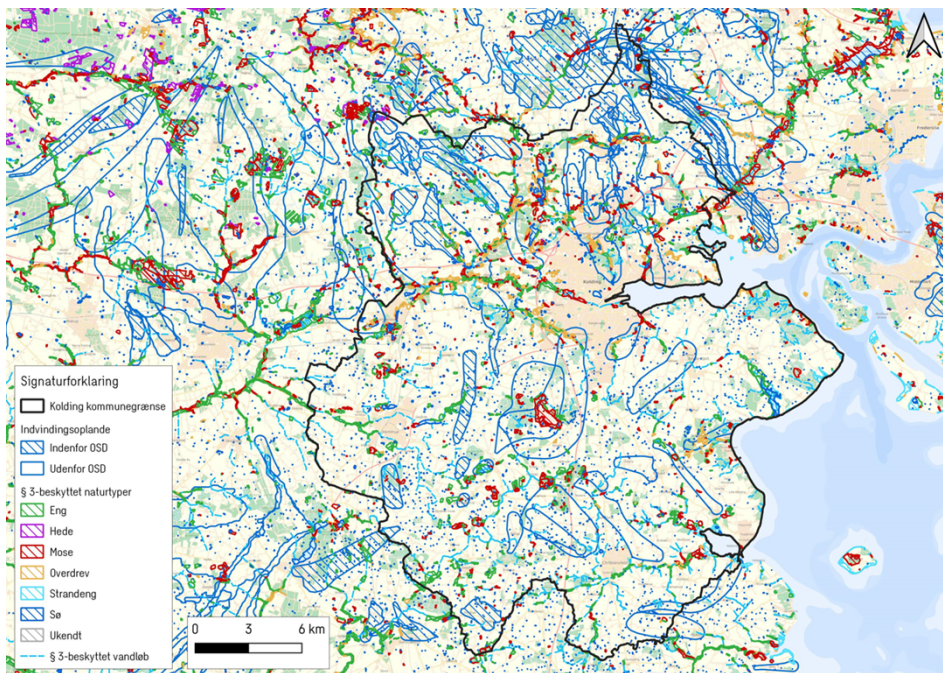 Fredericia
Kolding
Signaturforklaring
Kolding kommunegrænse
Indvindingsoplande
Indenfor OSD
Udenfor OSD
§ 3-beskyttet naturtyper
Eng
Hede
Mose
Overdrev
Strandeng
Sø
Ukendt
§ 3-beskyttet vandløb
0 3 6 km